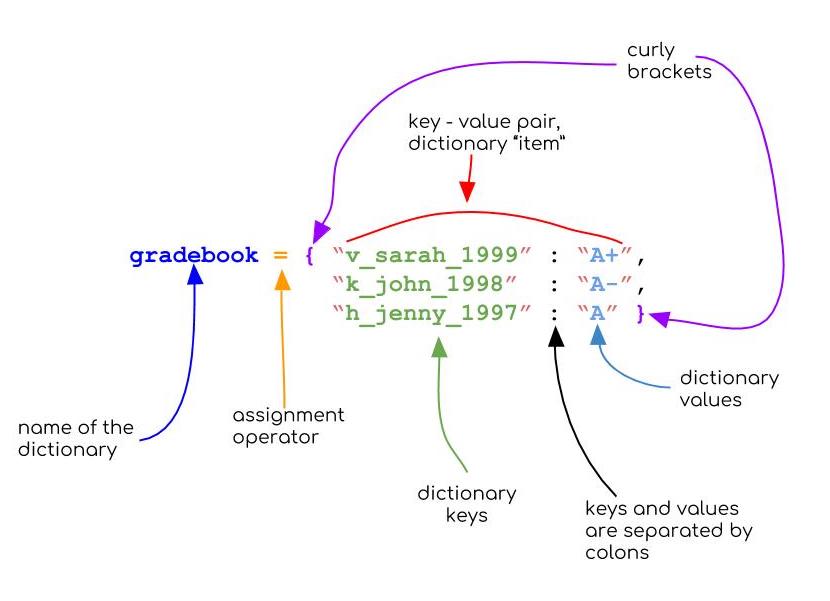 curly
brackets
key - value pair,
dictionary “item”
gradebook = { “v_sarah_1999” : “A+”,
“k_john_1998” : “A-”,
“h_jenny_1997” : “A” }
dictionary
values
name of the
dictionary
assignment
operator
dictionary
keys
keys and values
are separated by
colons